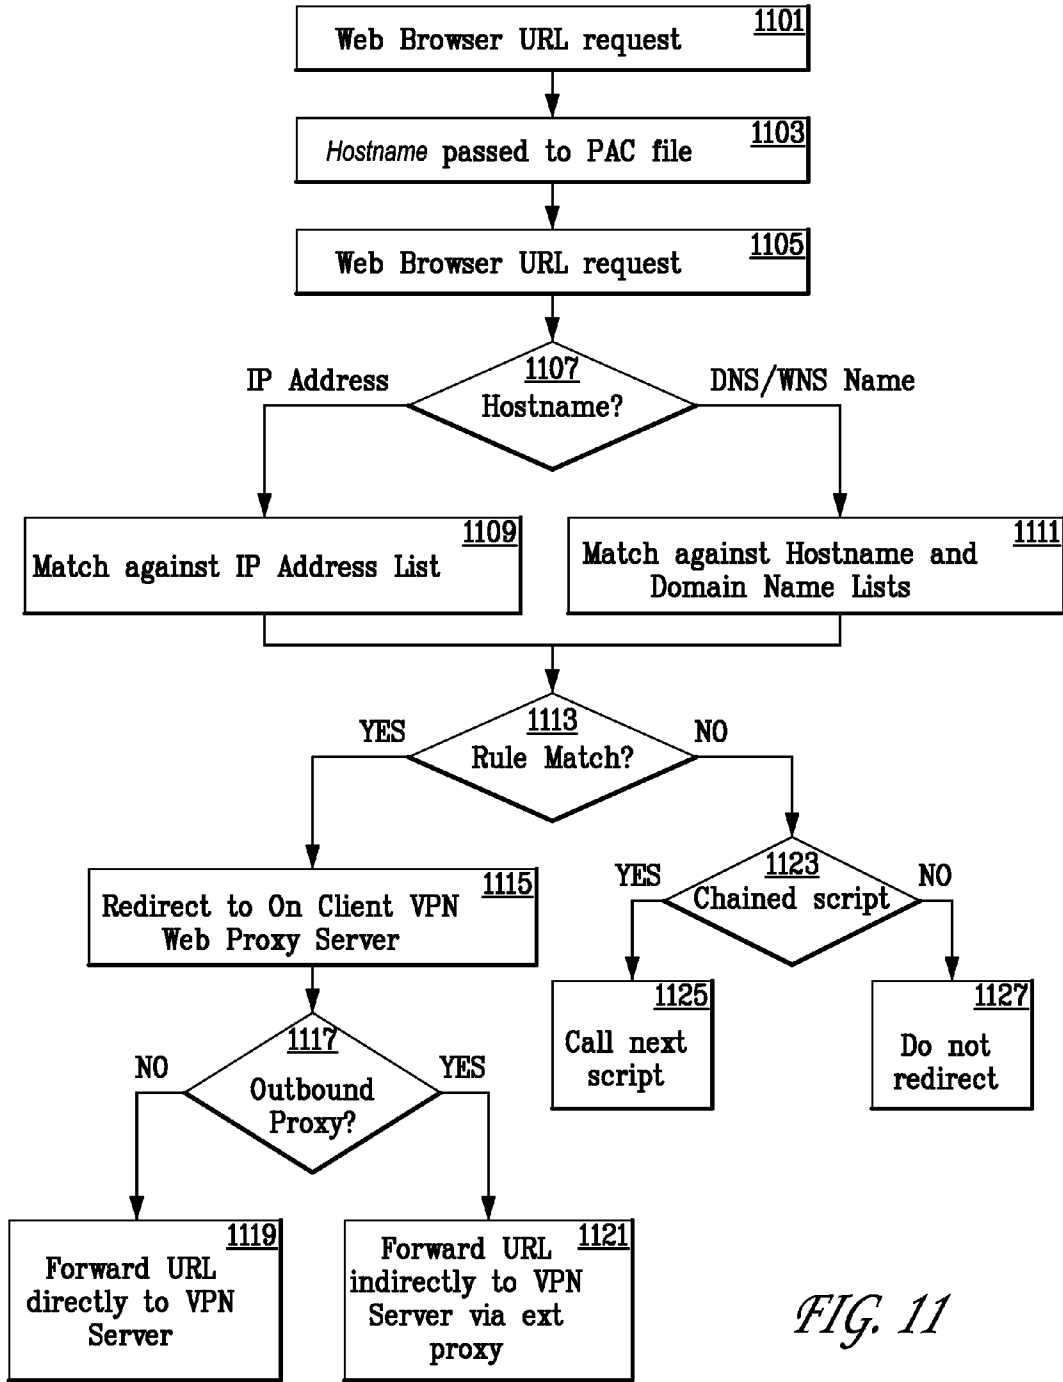 1101
Web Browser URL request
1103
Hostname passed to PAC file
1105
Web Browser URL request
1107
Hostname?
IP Address
DNS/WNS Name
1109
Match against IP Address List
1111
Match against Hostname and
Domain Name Lists
1113
Rule Match?
YES
NO
1115
Redirect to On Client VPN
Web Proxy Server
1123
Chained script
YES
NO
1125
Call next
script
1127
Do not
redirect
1117
Outbound
Proxy?
NO
YES
1119
Forward URL
directly to VPN
Server
1121
Forward URL
indirectly to VPN
Server via ext
proxy
FIG. 11